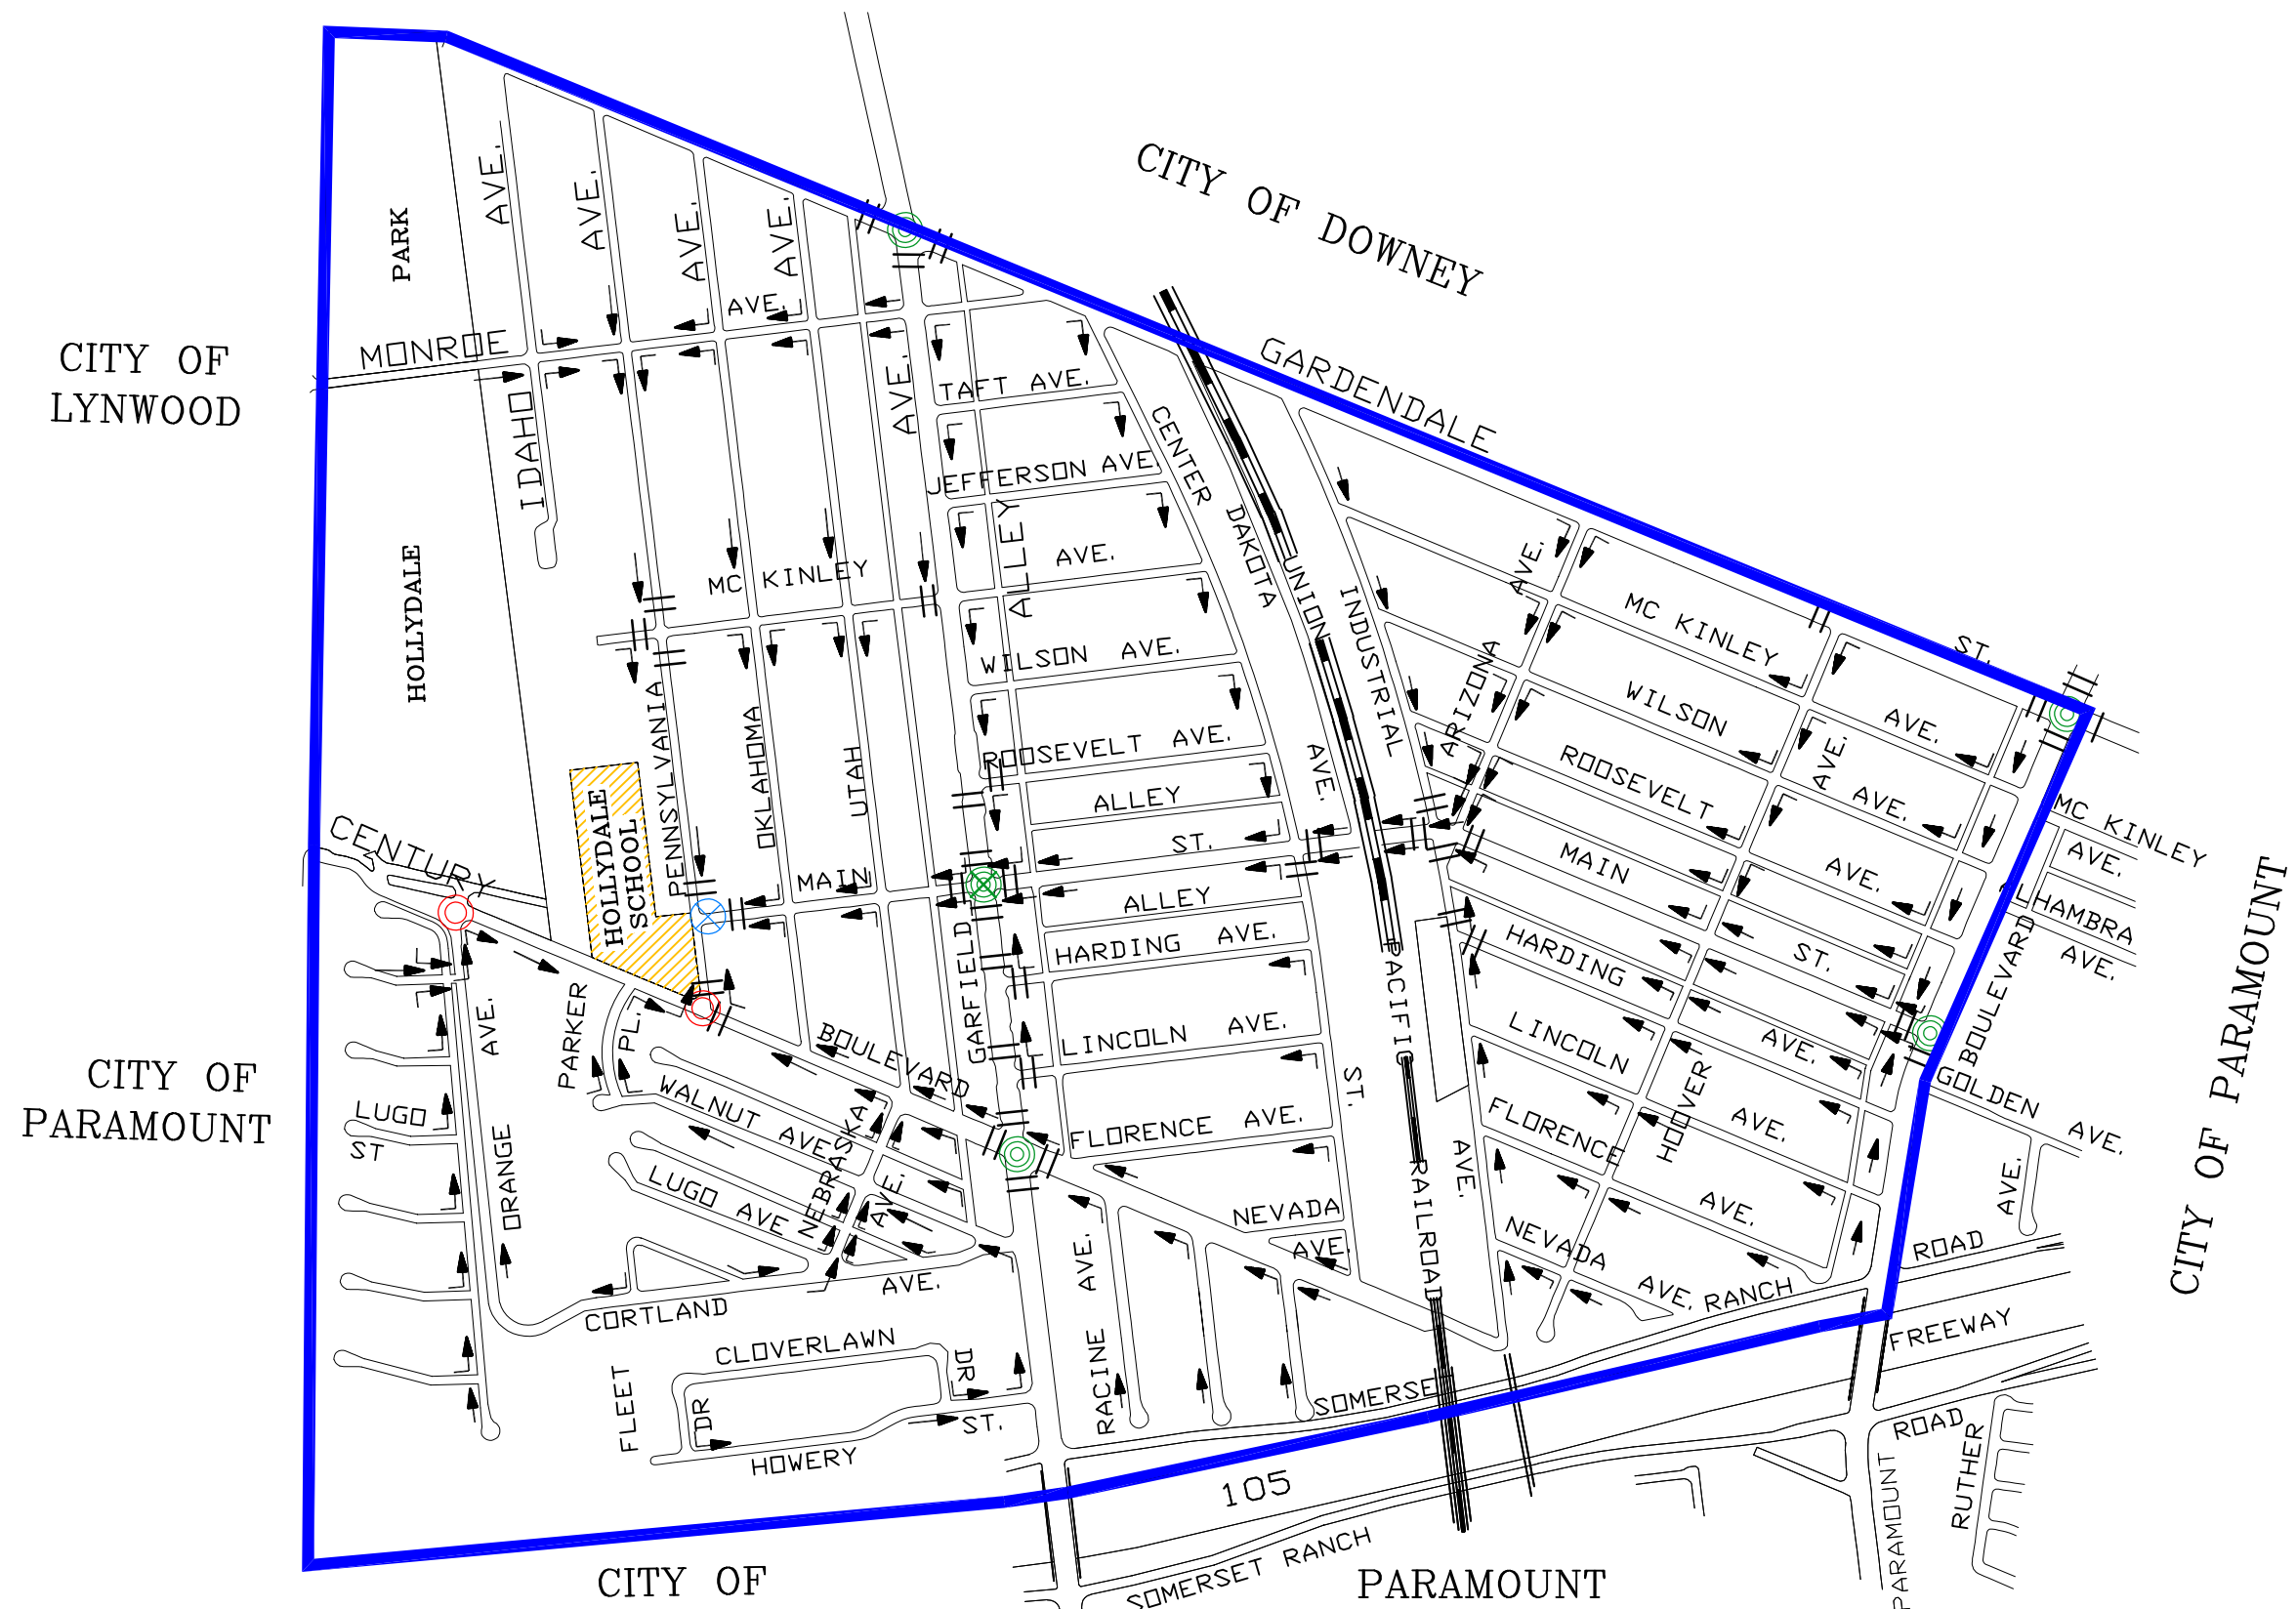 CITY OF DOWNEY
AVE.
AVE.
AVE.
AVE.
PARK
MONROE
AVE.
CITY OF
LYNWOOD
IDAHO
AVE.
TAFT AVE.
GARDENDALE
JEFFERSON AVE.
CENTER
DAKOTA
ALLEY
AVE.
UNION
INDUSTRIAL
AVE.
MC KINLEY
HOLLYDALE
MC KINLEY
ST.
WILSON AVE.
WILSON
AVE.
ARIZONA
PENNSYLVANIA
OKLAHOMA
UTAH
ROOSEVELT AVE.
AVE.
ROOSEVELT
AVE.
AVE.
ALLEY
MC KINLEY
AVE.
CENTURY
HOLLYDALE
SCHOOL
MAIN
ST.
MAIN
AVE.
ALLEY
ALHAMBRA
AVE.
HARDING AVE.
HARDING
ST.
GARFIELD
PACIFIC
BOULEVARD
CITY OF PARAMOUNT
AVE.
PARKER
PL.
BOULEVARD
LINCOLN AVE.
LINCOLN
AVE.
GOLDEN
AVE.
CITY OF
PARAMOUNT
LUGO
ST
WALNUT AVE.
NEBRASKA
AVE.
FLORENCE AVE.
ST.
FLORENCE
HOOVER
AVE.
ORANGE
LUGO AVE
NEVADA
AVE.
AVE.
RAILROAD
NEVADA
AVE.
AVE.
AVE.
ROAD
CORTLAND
AVE.
AVE.
RANCH
FREEWAY
CLOVERLAWN
DR
DR
FLEET
RACINE
SOMERSET
ST.
HOWERY
ROAD
RUTHER
PARAMOUNT
105
SOMERSET RANCH
CITY OF
PARAMOUNT